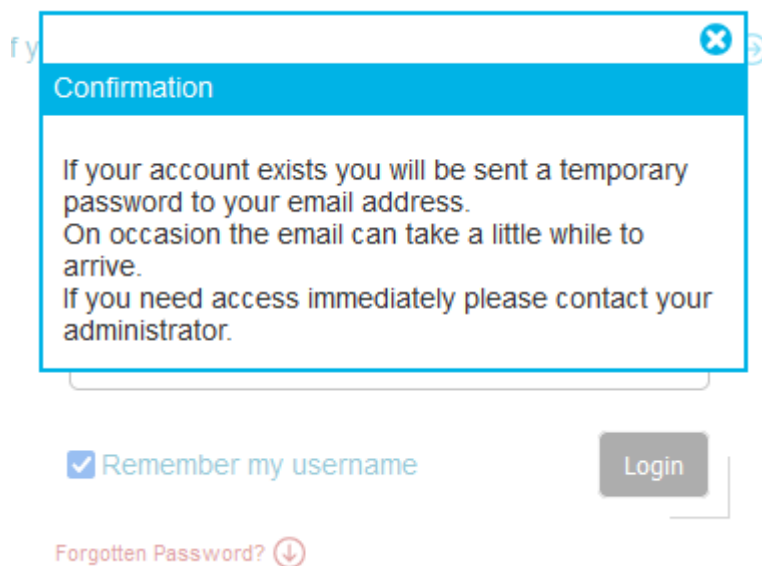 f y
Confirmation
If your account exists you will be sent a temporary
password to your email address.
On occasion the email can take a little while to
arrive.
If you need access immediately please contact your
administrator.
Remember my username
Login
Forgotten Password?